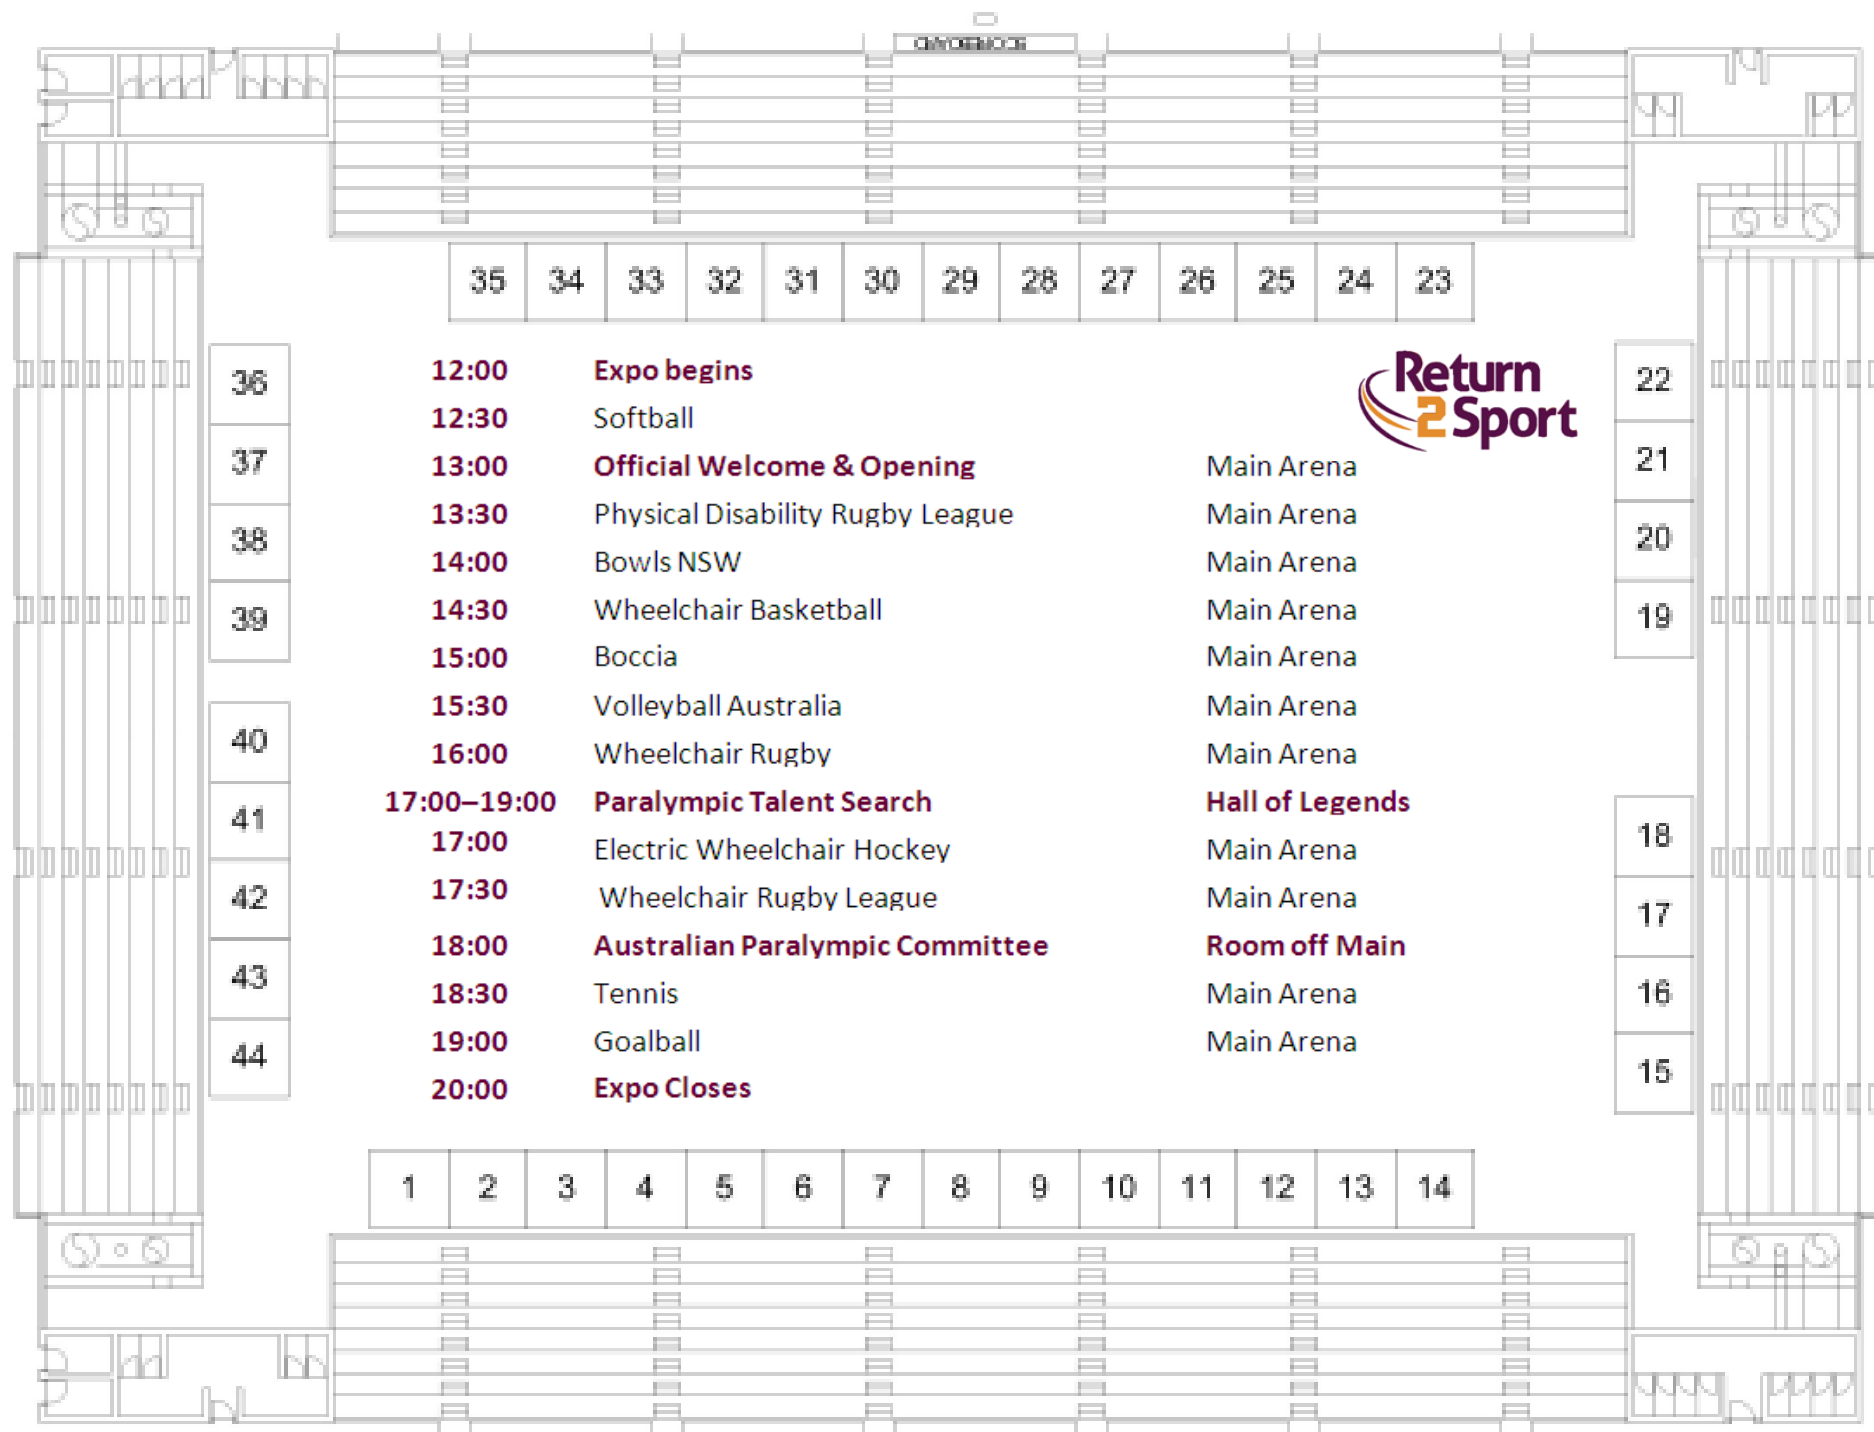 SCOREBOARD
35 34 33 32 31 30 29 28 27 26 25 24 23
36
37
38
39
40
41
42
43
44
Return
2 Sport
12:00 Expo begins
12:30 Softball
13:00 Official Welcome & Opening Main Arena
13:30 Physical Disability Rugby League Main Arena
14:00 Bowls NSW Main Arena
14:30 Wheelchair Basketball Main Arena
15:00 Boccia Main Arena
15:30 Volleyball Australia Main Arena
16:00 Wheelchair Rugby Main Arena
17:00–19:00 Paralympic Talent Search Hall of Legends
17:00 Electric Wheelchair Hockey Main Arena
17:30 Wheelchair Rugby League Main Arena
18:00 Australian Paralympic Committee Room off Main
18:30 Tennis Main Arena
19:00 Goalball Main Arena
20:00 Expo Closes
22
21
20
19
18
17
16
15
1 2 3 4 5 6 7 8 9 10 11 12 13 14